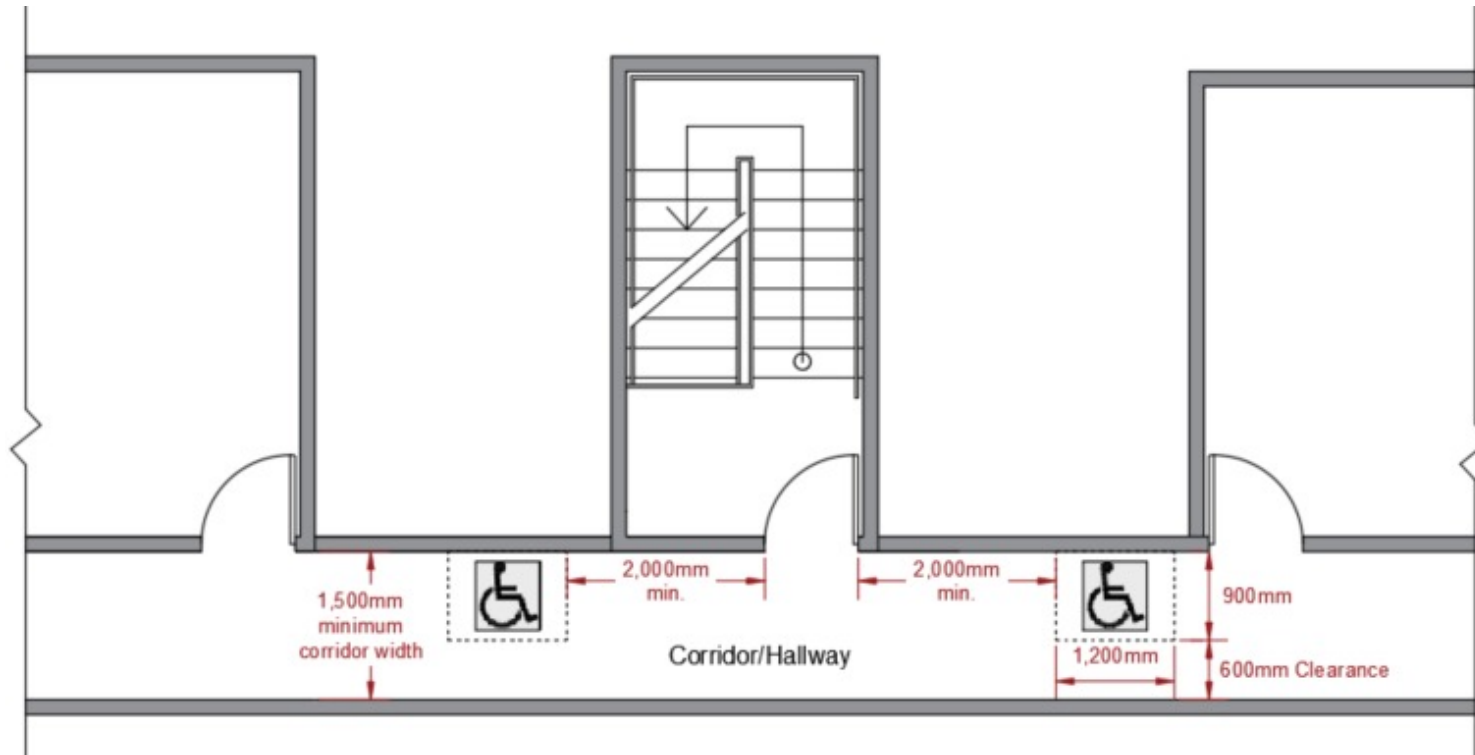 2,000mm
min.
2,000mm
min.
1,500mm
minimum
corridor width
900mm
Corridor/Hallway
1,200mm
600mm Clearance